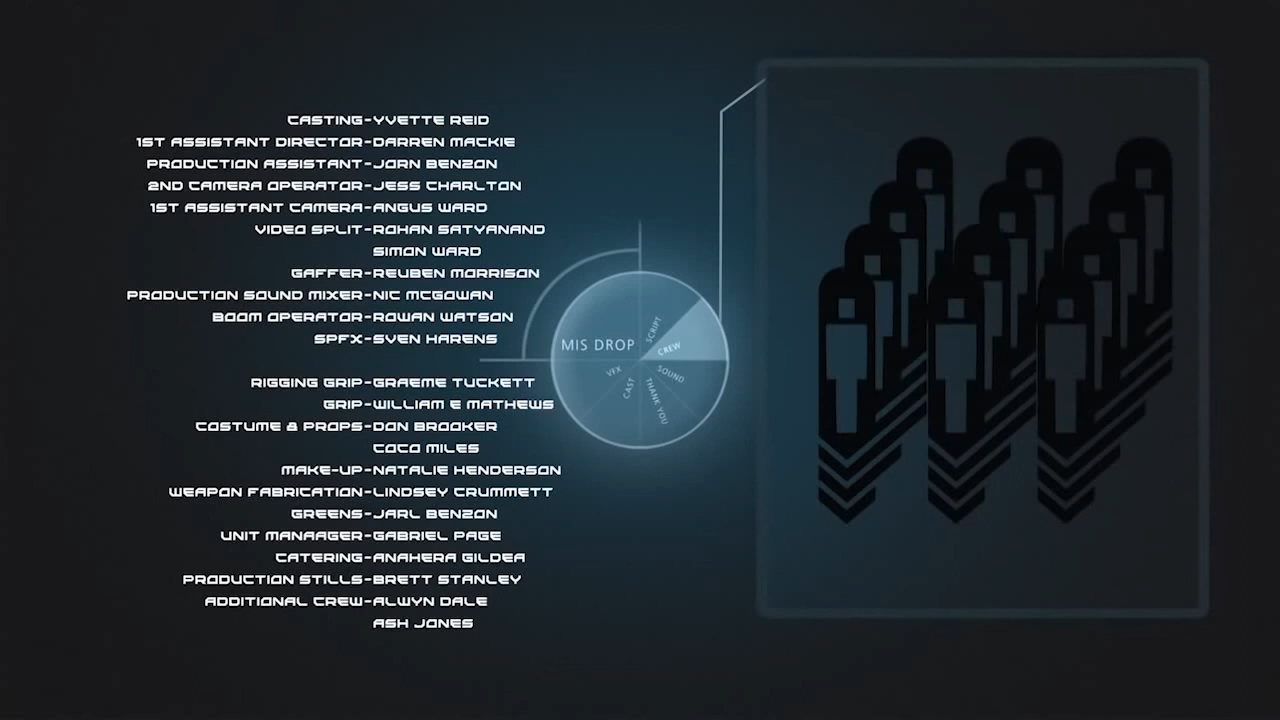 CASTING-YVETTE REID
1ST ASSISTANT DIRECTOR-DARREN MACKIE
PRODUCTION ASSISTANT-JORN BENZON
2ND CAMERA OPERATOR-JESS CHARLTON
1ST ASSISTANT CAMERA-ANGUS WARD
VIDEO SPLIT-ROHAN SATYANAND
SIMON WARD
GAFFER-REUBEN MORRISON
PRODUCTION SOUND MIXER-NIC MCGOWAN
BOOM OPERATOR-ROWAN WATSON
SPFX-SVEN HARENS
RIGGING GRIP-GRAEME TUCKETT
GRIP-WILLIAM E MATHEWS
COSTUME & PROPS-DON BROOKER
COCO MILES
MAKE-UP-NATALIE HENDERSON
WEAPON FABRICATION-LINDSEY CRUMMETT
GREENS-JARL BENZON
UNIT MANAAGER-GABRIEL PAGE
CATERING-ANAHERA GILDEA
PRODUCTION STILLS-BRETT STANLEY
ADDITIONAL CREW-ALWYN DALE
ASH JONES
MIS DROP
SCRIPT
CREW
SOUND
THANK YOU
CAST
VFX